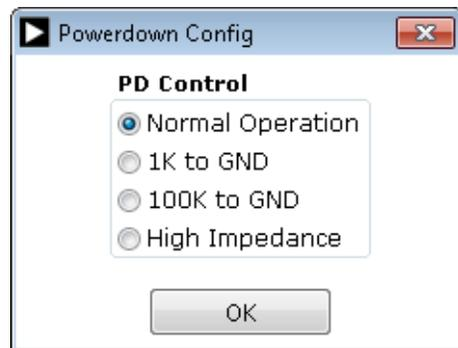 Powerdown Config
PD Control
Normal Operation
1K to GND
100K to GND
High Impedance
OK